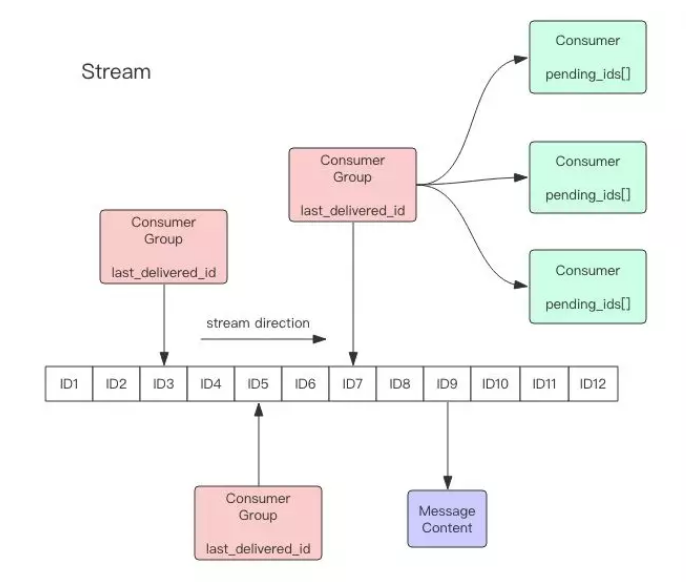 Stream
Consumer
pending_ids[]
Consumer
Group
last_delivered_id
Consumer
pending_ids[]
Consumer
Group
last_delivered_id
Consumer
pending_ids[]
stream direction
ID1 ID2 ID3 ID4 ID5 ID6 ID7 ID8 ID9 ID10 ID11 ID12
Consumer
Group
last_delivered_id
Message
Content